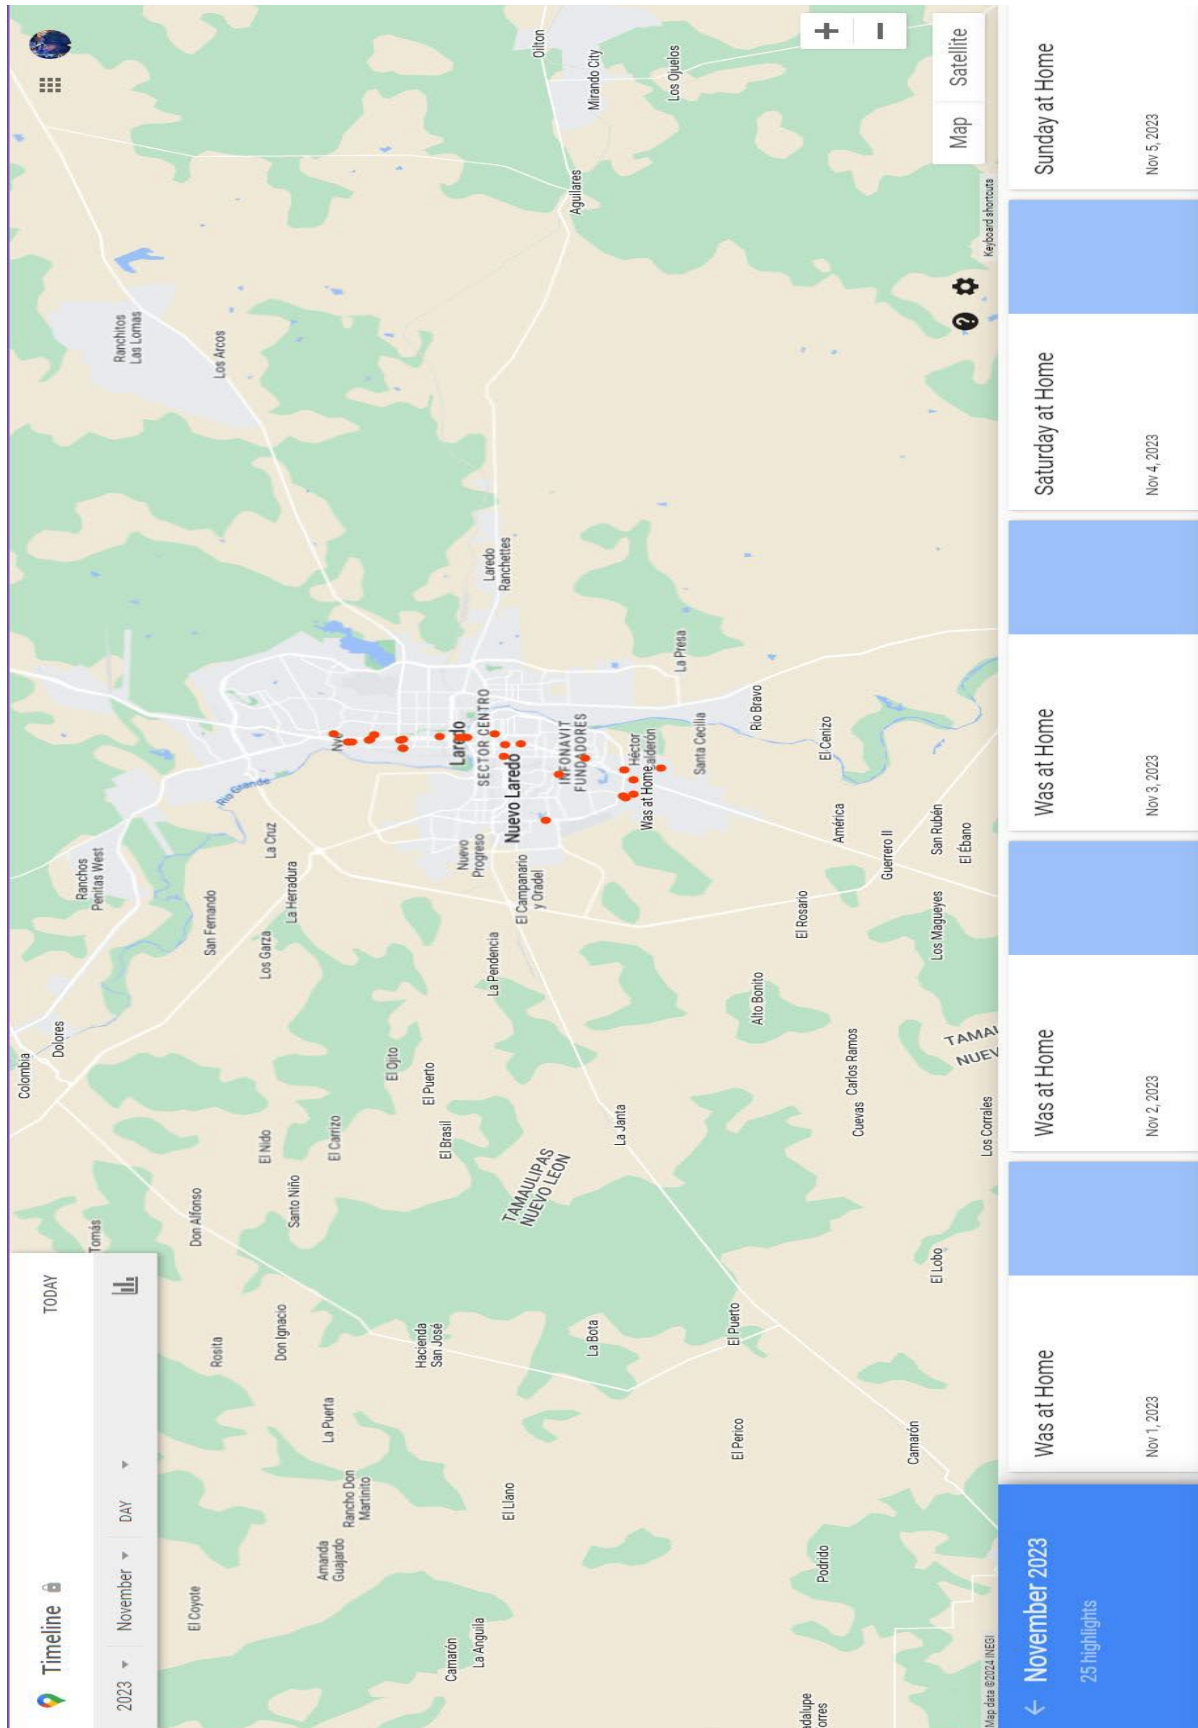 Timeline
TODAY
2023
November
DAY
Tomás
Colombia
Dolores
Ranchos
Penitas West
Ranchitos
Las Lomas
Oilton
Mirando City
Los Ojuelos
Aguilares
Los Arcos
El Coyote
Rosita
Don Alfonso
San Fernando
Don Ignacio
Santo Niño
El Nido
Los Garza
La Herradura
La Cruz
Rio Grande
Amanda
Guajardo
Rancho Don
Martinito
La Puerta
El Carrizo
El Ojito
El Puerto
El Brasil
Hacienda
San José
Camarón
La Anguila
El Llano
TAMAULIPAS
NUEVO LEON
La Pendencia
El Campanario
y Oradel
Nuevo
Progreso
Laredo
SECTOR CENTRO
Nuevo Laredo
Laredo
Ranchettes
INFONAVIT
FUNDADORES
Héctor
Was at Home
La Presa
Santa Cecilia
Rio Bravo
El Cenizo
La Janta
La Bota
El Puerto
El Perico
Alto Bonito
El Rosario
América
Guerrero II
San Rubén
El Ébano
Los Magueyes
Carlos Ramos
Cuevas
El Lobo
Los Corrales
TAMAU
NUEV
Camarón
Podrido
adalupe
orres
Map
Satellite
Keyboard shortcuts
Map data ©2024 INEGI
November 2023
25 highlights
Was at Home
Nov 1, 2023
Was at Home
Nov 2, 2023
Was at Home
Nov 3, 2023
Saturday at Home
Nov 4, 2023
Sunday at Home
Nov 5, 2023